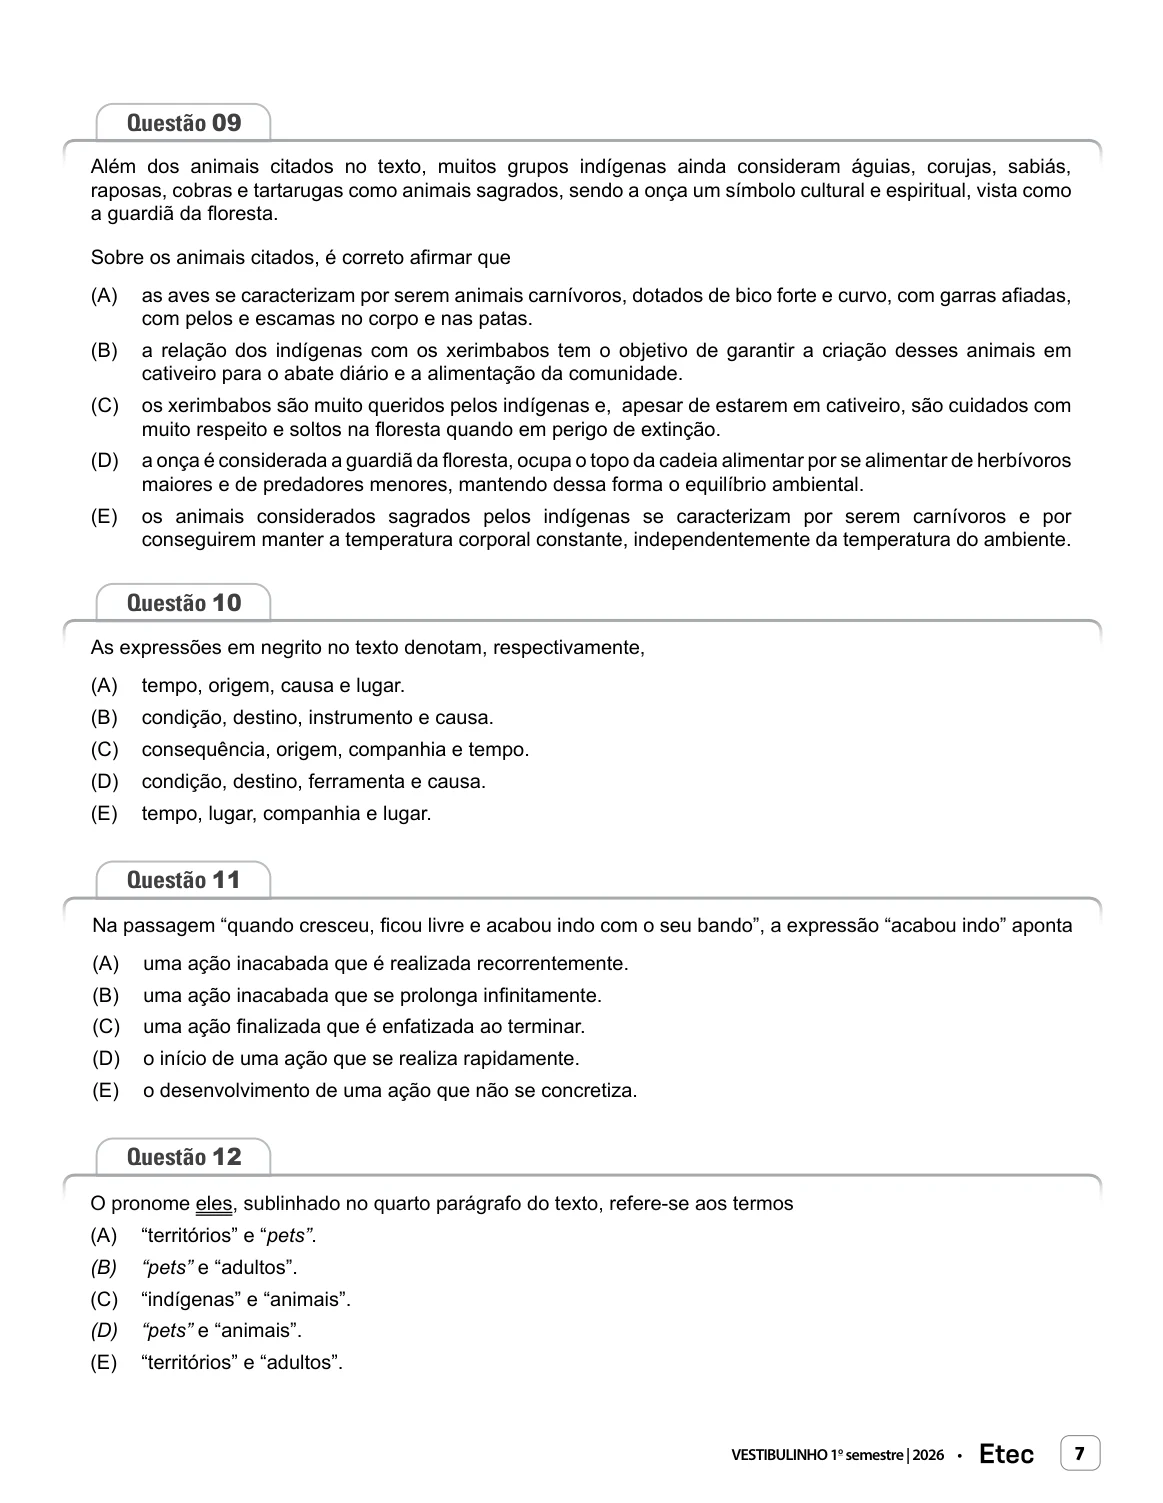 Questão 09
Além dos animais citados no texto, muitos grupos indígenas ainda consideram águias, corujas, sabiás,
raposas, cobras e tartarugas como animais sagrados, sendo a onça um símbolo cultural e espiritual, vista como
a guardiã da floresta.
Sobre os animais citados, é correto afirmar que
(A) as aves se caracterizam por serem animais carnívoros, dotados de bico forte e curvo, com garras afiadas,
com pelos e escamas no corpo e nas patas.
(B) a relação dos indígenas com os xerimbabos tem o objetivo de garantir a criação desses animais em
cativeiro para o abate diário e a alimentação da comunidade.
(C) os xerimbabos são muito queridos pelos indígenas e, apesar de estarem em cativeiro, são cuidados com
muito respeito e soltos na floresta quando em perigo de extinção.
(D) a onça é considerada a guardiã da floresta, ocupa o topo da cadeia alimentar por se alimentar de herbívoros
maiores e de predadores menores, mantendo dessa forma o equilíbrio ambiental.
(E) os animais considerados sagrados pelos indígenas se caracterizam por serem carnívoros e por
conseguirem manter a temperatura corporal constante, independentemente da temperatura do ambiente.
Questão 10
As expressões em negrito no texto denotam, respectivamente,
(A) tempo, origem, causa e lugar.
(B) condição, destino, instrumento e causa.
(C) consequência, origem, companhia e tempo.
(D) condição, destino, ferramenta e causa.
(E) tempo, lugar, companhia e lugar.
Questão 11
Na passagem “quando cresceu, ficou livre e acabou indo com o seu bando”, a expressão “acabou indo” aponta
(A) uma ação inacabada que é realizada recorrentemente.
(B) uma ação inacabada que se prolonga infinitamente.
(C) uma ação finalizada que é enfatizada ao terminar.
(D) o início de uma ação que se realiza rapidamente.
(E) o desenvolvimento de uma ação que não se concretiza.
Questão 12
O pronome eles, sublinhado no quarto parágrafo do texto, refere-se aos termos
(A) “territórios” e “pets”.
(B) “pets” e “adultos”.
(C) “indígenas” e “animais”.
(D) “pets” e “animais”.
(E) “territórios” e “adultos”.
VESTIBULINHO 1º semestre | 2026 • Etec 7